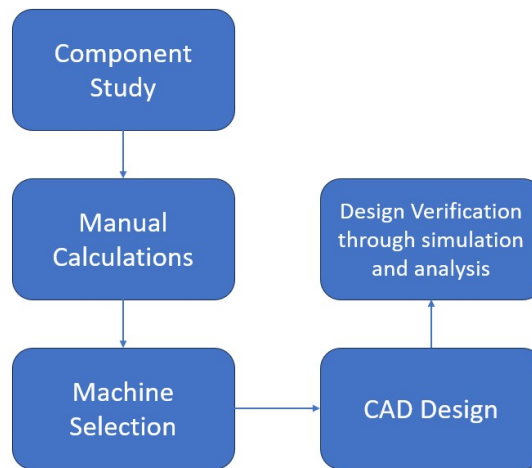 Component
Study
Manual
Calculations
Machine
Selection
CAD Design
Design Verification
through simulation
and analysis